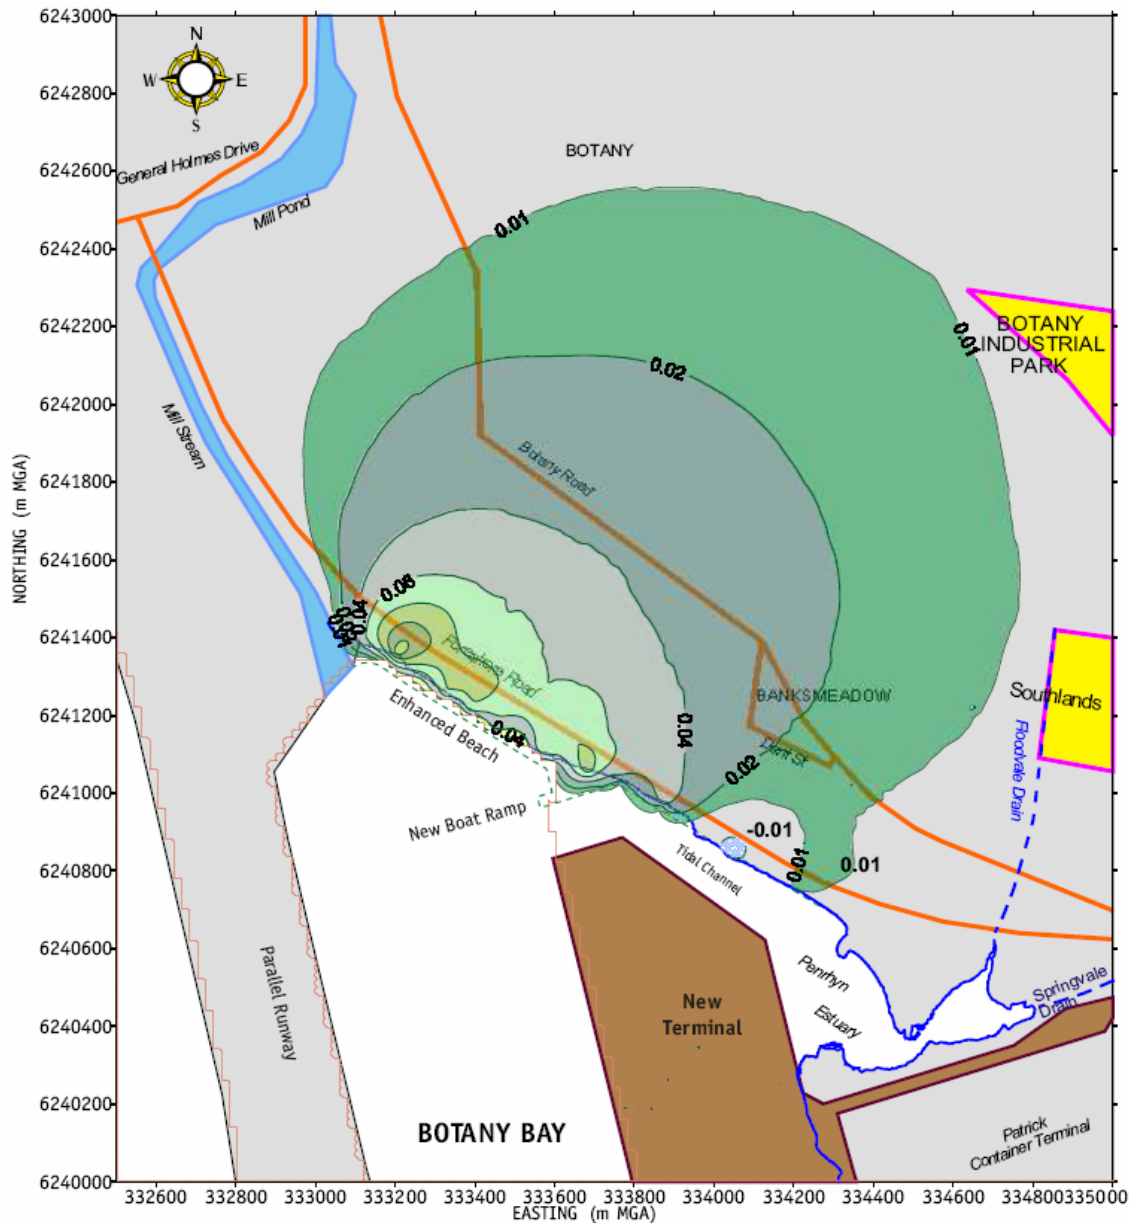 6243000
6242800
6242600
6242400
6242200
6242000
6241800
6241600
6241400
6241200
6241000
6240800
6240600
6240400
6240200
6240000
NORTHING (m MGA)
N
W
E
S
General Holmes Drive
Mill Pond
BOTANY
0.01
0.01
BOTANY
INDUSTRIAL
PARK
0.02
Mill Stream
Botany Road
0.06
0.04
Foreshore Road
BANKSMEADOW
Southlands
Enhanced Beach
0.04
0.04
0.02
Dent St
Floodvale Drain
New Boat Ramp
-0.01
0.01
0.01
Tidal Channel
Parallel Runway
Penrhyn
Estuary
Springvale
Drain
New
Terminal
BOTANY BAY
Patrick
Container Terminal
332600
332800
333000
333200
333400
333600
333800
334000
334200
334400
334600
334800
335000
EASTING (m MGA)